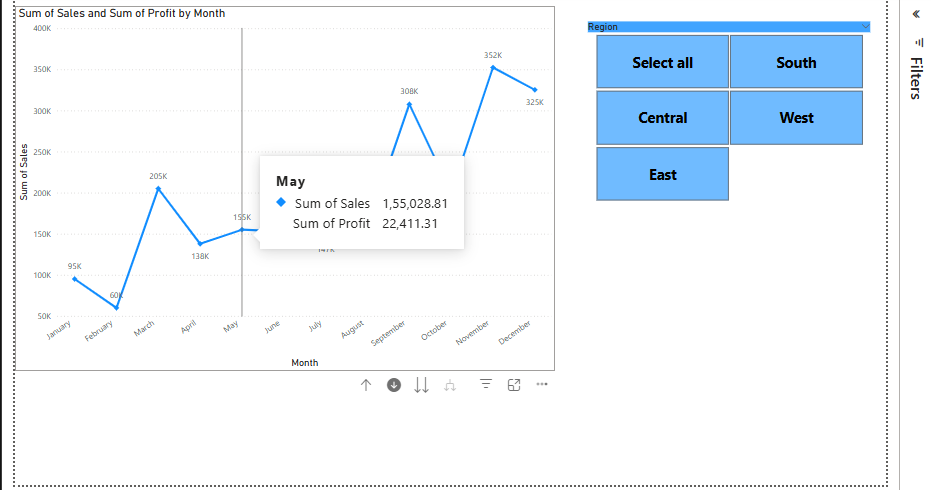 Sum of Sales and Sum of Profit by Month
400K
350K
300K
250K
200K
150K
100K
50K
Sum of Sales
95K
60K
205K
138K
155K
308K
352K
325K
May
Sum of Sales 1,55,028.81
Sum of Profit 22,411.31
January
February
March
April
May
June
July
August
September
October
November
December
Month
Region
Select all
South
Central
West
East
Filters